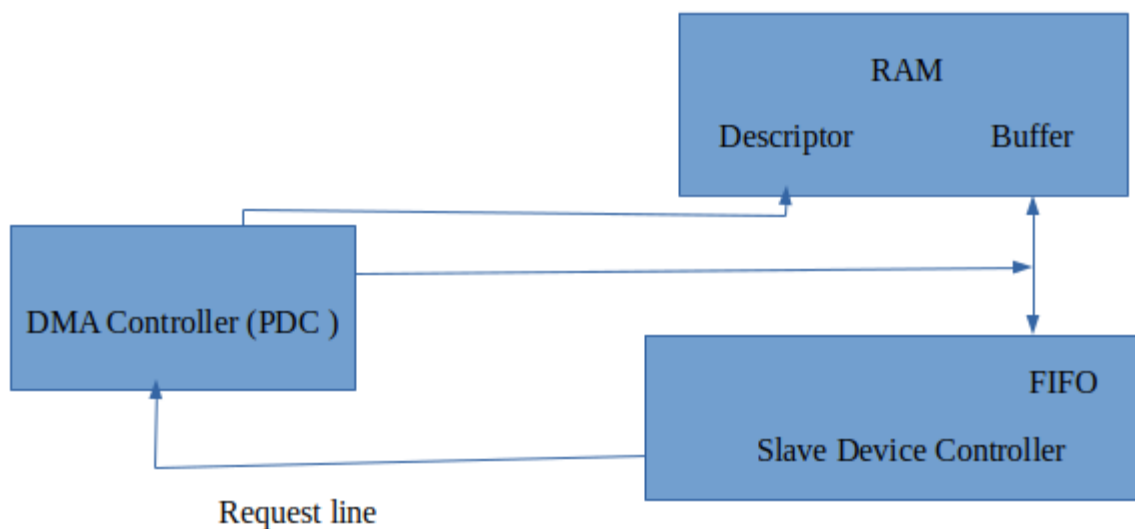 RAM
Descriptor Buffer
DMA Controller (PDC )
FIFO
Slave Device Controller
Request line